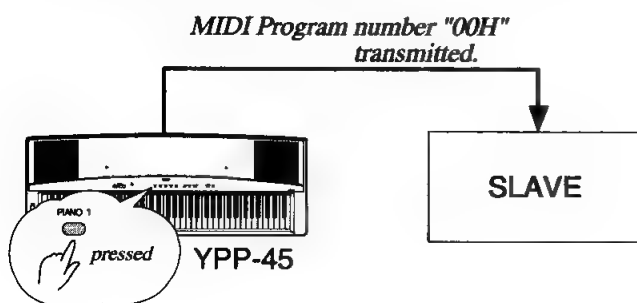 MIDI Program number "00H"
transmitted.
SLAVE
PIANO 1
pressed
YPP-45